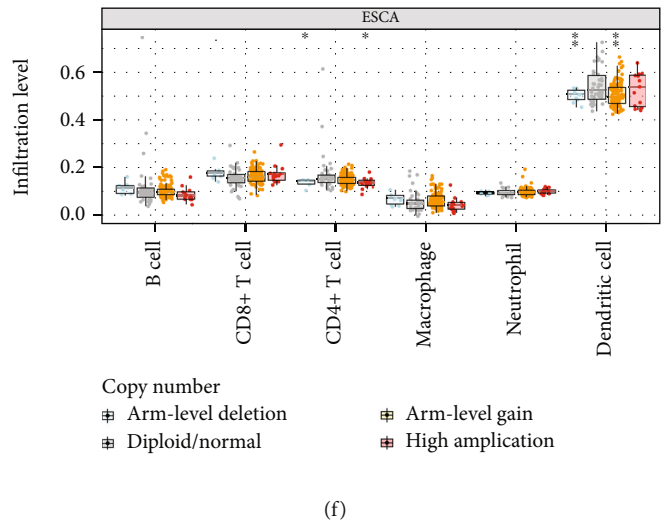 ESCA
* * * *
* *
Infiltration level
0.6
0.4
0.2
0.0
B cell
CD8+ T cell
CD4+ T cell
Macrophage
Neutrophil
Dendritic cell
Copy number
Arm-level deletion
Diploid/normal
Arm-level gain
High amplication
(f)